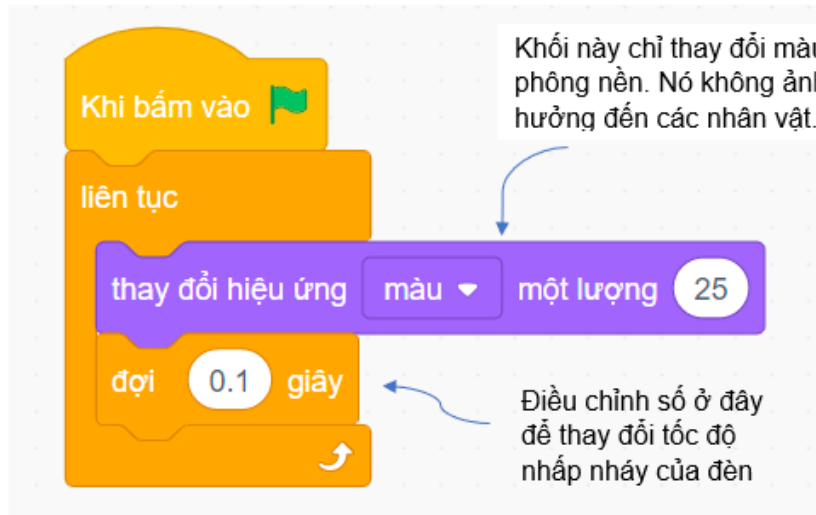 Khối này chỉ thay đổi màu
phông nền. Nó không ảnh
hưởng đến các nhân vật.
Khi bấm vào
liên tục
thay đổi hiệu ứng màu một lượng 25
đợi 0.1 giây
Điều chỉnh số ở đây
để thay đổi tốc độ
nhấp nháy của đèn